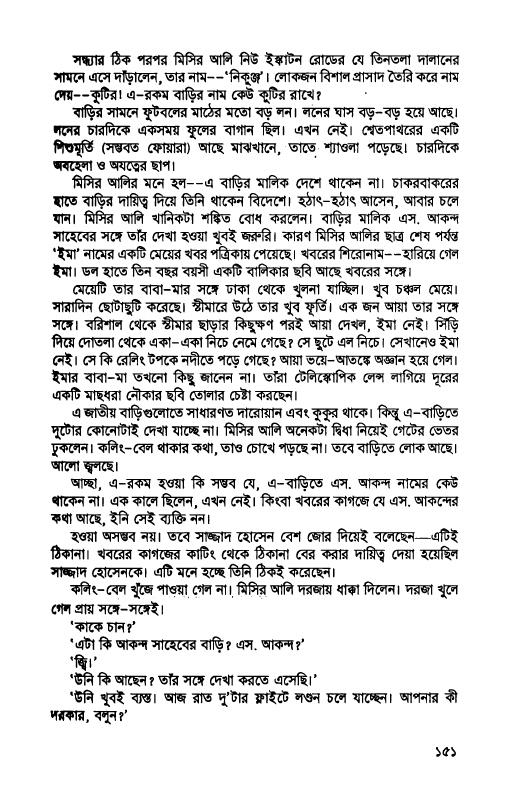 সন্ধ্যার ঠিক পরপর মিসির আলি নিউ ইস্কাটন রোডের যে তিনতলা দালানের
সামনে এসে দাঁড়ালেন, তার নাম--‘নিকুঞ্জ’। লোকজন বিশাল প্রাসাদ তৈরি করে নাম
দেয়--কুটির! এ-রকম বাড়ির নাম কেউ কুটির রাখে?
বাড়ির সামনে ফুটবলের মাঠের মতো বড় লন। লনের ঘাস বড়-বড় হয়ে আছে।
লনের চারদিকে একসময় ফুলের বাগান ছিল। এখন নেই। শ্বেতপাথরের একটি
শিশুমূর্তি (সম্ভবত ফোয়ারা) আছে মাঝখানে, তাতে শ্যাওলা পড়েছে। চারদিকে
অবহেলা ও অযত্নের ছাপ।
মিসির আলির মনে হল--এ বাড়ির মালিক দেশে থাকেন না। চাকরবাকরের
হাতে বাড়ির দায়িত্ব দিয়ে তিনি থাকেন বিদেশে। হঠাৎ-হঠাৎ আসেন, আবার চলে
যান। মিসির আলি খানিকটা শঙ্কিত বোধ করলেন। বাড়ির মালিক এস. আকন্দ
সাহেবের সঙ্গে তাঁর দেখা হওয়া খুবই জরুরি। কারণ মিসির আলির ছাত্র শেষ পর্যন্ত
‘ইমা’ নামের একটি মেয়ের খবর পত্রিকায় পেয়েছে। খবরের শিরোনাম--হারিয়ে গেল
ইমা। ডল হাতে তিন বছর বয়সী একটি বালিকার ছবি আছে খবরের সঙ্গে।
মেয়েটি তার বাবা-মার সঙ্গে ঢাকা থেকে খুলনা যাচ্ছিল। খুব চঞ্চল মেয়ে।
সারাদিন ছোটাছুটি করেছে। স্টীমারে উঠে তার খুব ফূর্তি। এক জন আয়া তার সঙ্গে
সঙ্গে। বরিশাল থেকে স্টীমার ছাড়ার কিছুক্ষণ পরই আয়া দেখল, ইমা নেই। সিঁড়ি
দিয়ে দোতলা থেকে একা-একা নিচে নেমে গেছে? সে ছুটে এল নিচে। সেখানেও ইমা
নেই। সে কি রেলিং টপকে নদীতে পড়ে গেছে? আয়া ভয়ে-আতঙ্কে অজ্ঞান হয়ে গেল।
ইমার বাবা-মা তখনো কিছু জানেন না। তাঁরা টেলিস্কোপিক লেন্স লাগিয়ে দূরের
একটি মাছধরা নৌকার ছবি তোলার চেষ্টা করছেন।
এ জাতীয় বাড়িগুলোতে সাধারণত দারোয়ান এবং কুকুর থাকে। কিন্তু এ-বাড়িতে
দুটোর কোনোটাই দেখা যাচ্ছে না। মিসির আলি অনেকটা দ্বিধা নিয়েই গেটের ভেতর
ঢুকলেন। কলিং-বেল থাকার কথা, তাও চোখে পড়ছে না। তবে বাড়িতে লোক আছে।
আলো জ্বলছে।
আচ্ছা, এ-রকম হওয়া কি সম্ভব যে, এ-বাড়িতে এস. আকন্দ নামের কেউ
থাকেন না। এক কালে ছিলেন, এখন নেই। কিংবা খবরের কাগজে যে এস. আকন্দের
কথা আছে, ইনি সেই ব্যক্তি নন।
হওয়া অসম্ভব নয়। তবে সাজ্জাদ হোসেন বেশ জোর দিয়েই বলেছেন—এটিই
ঠিকানা। খবরের কাগজের কাটিং থেকে ঠিকানা বের করার দায়িত্ব দেয়া হয়েছিল
সাজ্জাদ হোসেনকে। এটি মনে হচ্ছে তিনি ঠিকই করেছেন।
কলিং-বেল খুঁজে পাওয়া গেল না। মিসির আলি দরজায় ধাক্কা দিলেন। দরজা খুলে
গেল প্রায় সঙ্গে-সঙ্গেই।
‘কাকে চান?’
‘এটা কি আকন্দ সাহেবের বাড়ি? এস. আকন্দ?’
‘জ্বি।’
‘উনি কি আছেন? তাঁর সঙ্গে দেখা করতে এসেছি।’
‘উনি খুবই ব্যস্ত। আজ রাত দু’টার ফ্লাইটে লণ্ডন চলে যাচ্ছেন। আপনার কী
দরকার, বলুন?’
১৫১